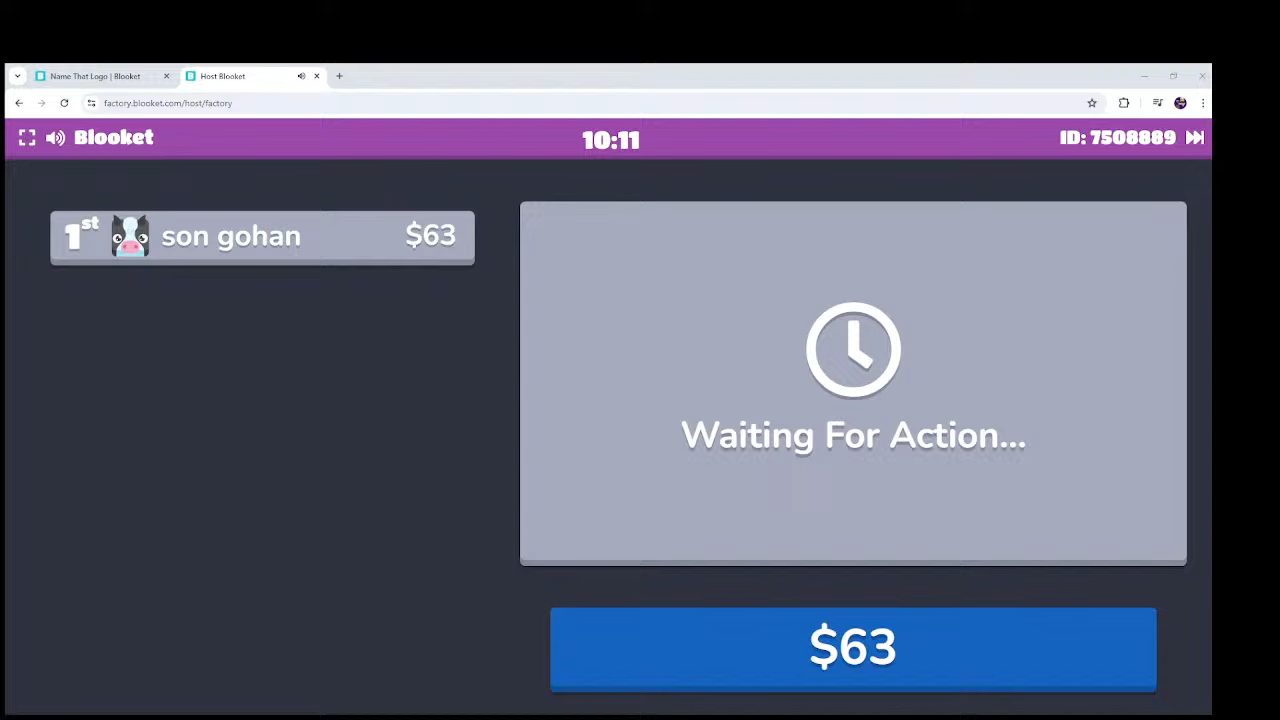 Name That Logo | Blooket
Host Blooket
factory.blooket.com/host/factory
Blooket
10:11
ID: 7508889
1st son gohan $63
Waiting For Action...
$63